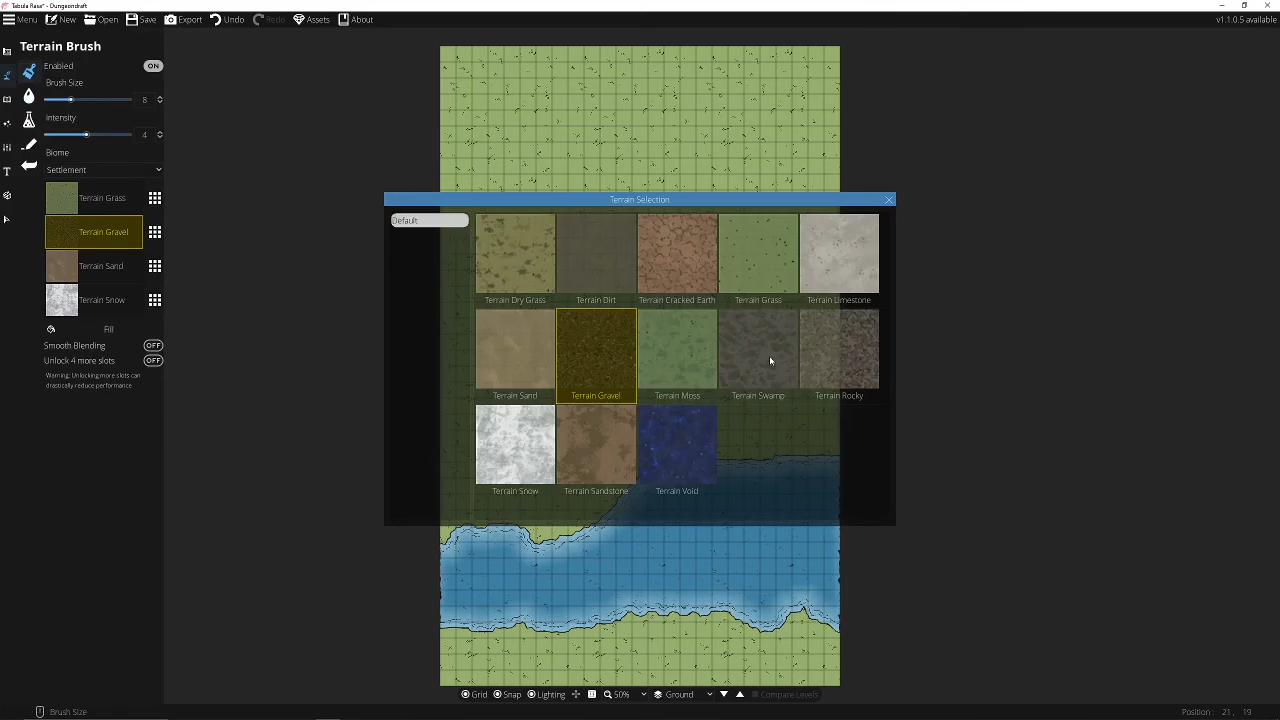 Tabula Rasa* - Dungeondraft
Menu New Open Save Export Undo Redo Assets About v1.1.0.5 available
Terrain Brush
Enabled ON
Brush Size
8
Intensity
4
Biome
Settlement
Terrain Grass
Terrain Gravel
Terrain Sand
Terrain Snow
Fill
Smooth Blending OFF
Unlock 4 more slots OFF
Warning: Unlocking more slots can
drastically reduce performance.
Terrain Selection
Default
Terrain Dry Grass Terrain Dirt Terrain Cracked Earth Terrain Grass Terrain Limestone
Terrain Sand Terrain Gravel Terrain Moss Terrain Swamp Terrain Rocky
Terrain Snow Terrain Sandstone Terrain Void
Grid Snap Lighting 50% Ground Compare Levels
Brush Size Position : 21, 19